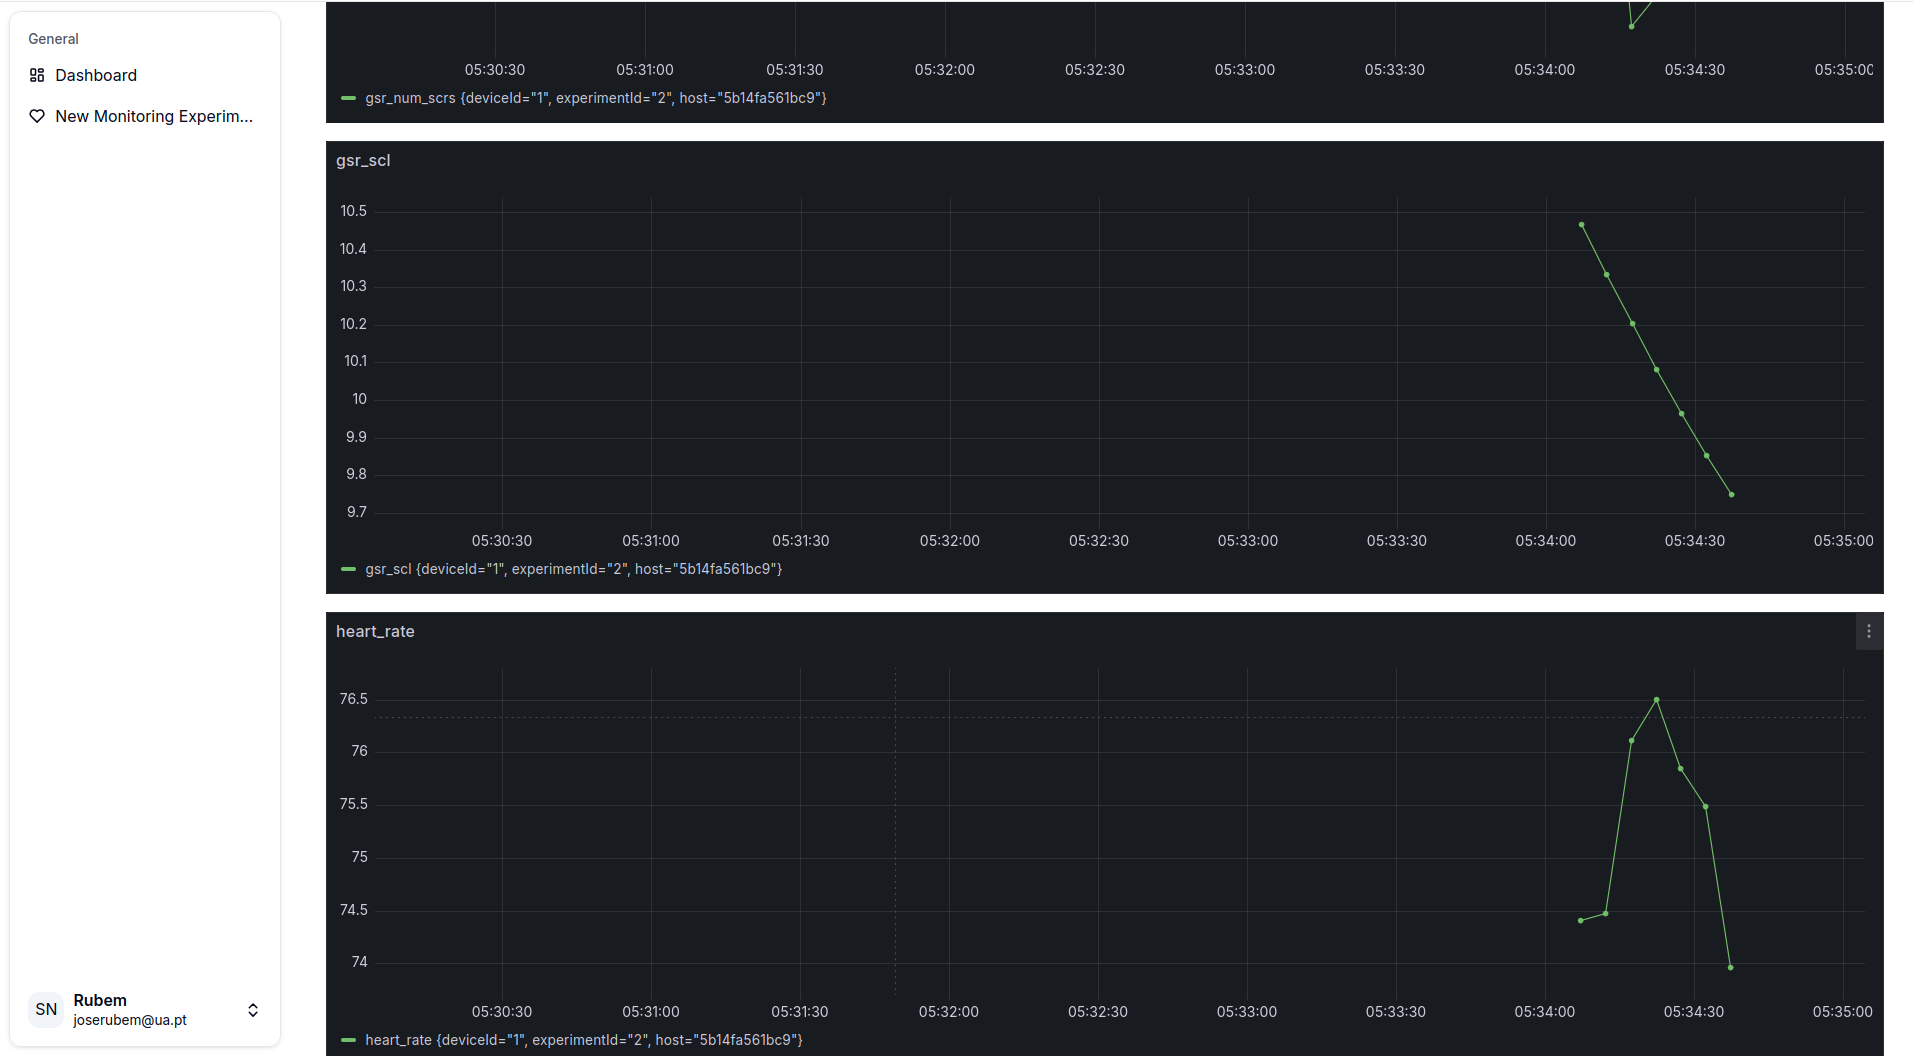 General
Dashboard
New Monitoring Experim...
SN
Rubem
joserubem@ua.pt
05:30:30 05:31:00 05:31:30 05:32:00 05:32:30 05:33:00 05:33:30 05:34:00 05:34:30 05:35:00
gsr_num_scrs {deviceId="1", experimentId="2", host="5b14fa561bc9"}
gsr_scl
10.5
10.4
10.3
10.2
10.1
10
9.9
9.8
9.7
05:30:30 05:31:00 05:31:30 05:32:00 05:32:30 05:33:00 05:33:30 05:34:00 05:34:30 05:35:00
gsr_scl {deviceId="1", experimentId="2", host="5b14fa561bc9"}
heart_rate
76.5
76
75.5
75
74.5
74
05:30:30 05:31:00 05:31:30 05:32:00 05:32:30 05:33:00 05:33:30 05:34:00 05:34:30 05:35:00
heart_rate {deviceId="1", experimentId="2", host="5b14fa561bc9"}